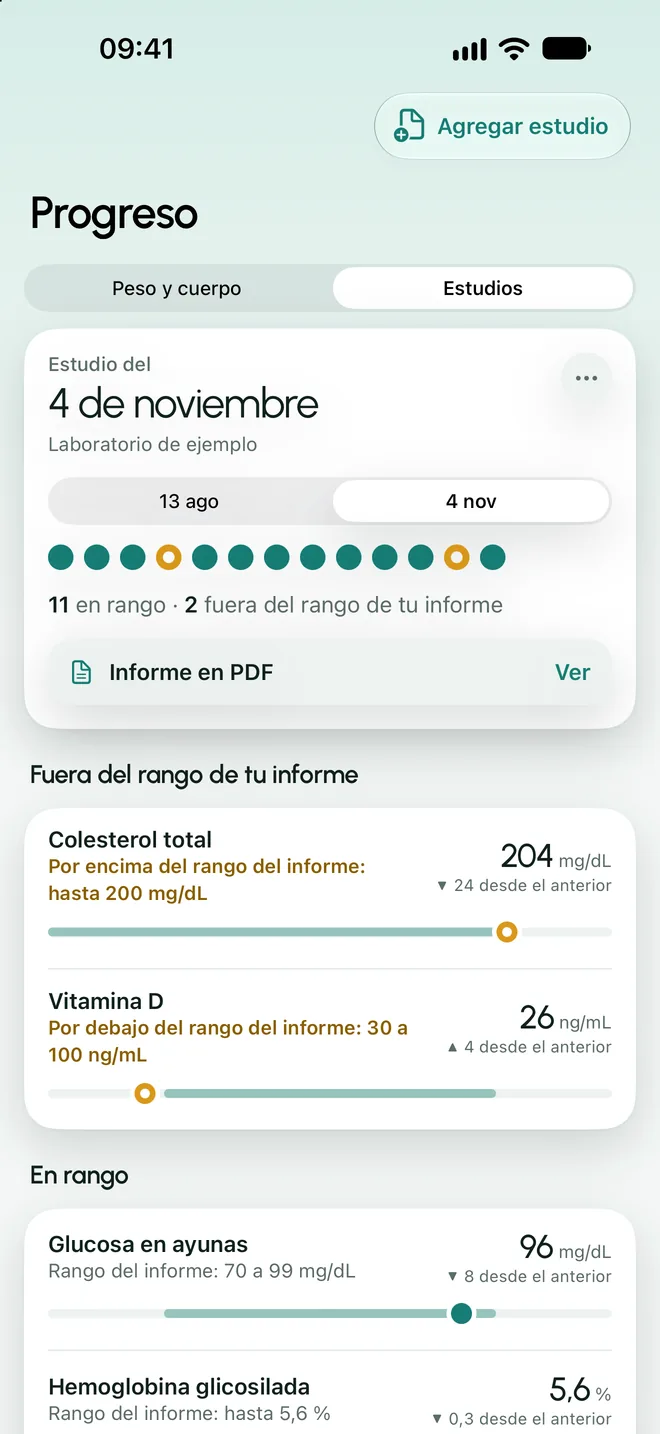 09:41
Agregar estudio
Progreso
Peso y cuerpo
Estudios
Estudio del
4 de noviembre
Laboratorio de ejemplo
13 ago
4 nov
11 en rango · 2 fuera del rango de tu informe
Informe en PDF
Ver
Fuera del rango de tu informe
Colesterol total
Por encima del rango del informe:
hasta 200 mg/dL
204 mg/dL
▼ 24 desde el anterior
Vitamina D
Por debajo del rango del informe: 30 a
100 ng/mL
26 ng/mL
▲ 4 desde el anterior
En rango
Glucosa en ayunas
Rango del informe: 70 a 99 mg/dL
96 mg/dL
▼ 8 desde el anterior
Hemoglobina glicosilada
Rango del informe: hasta 5,6 %
5,6 %
▼ 0,3 desde el anterior